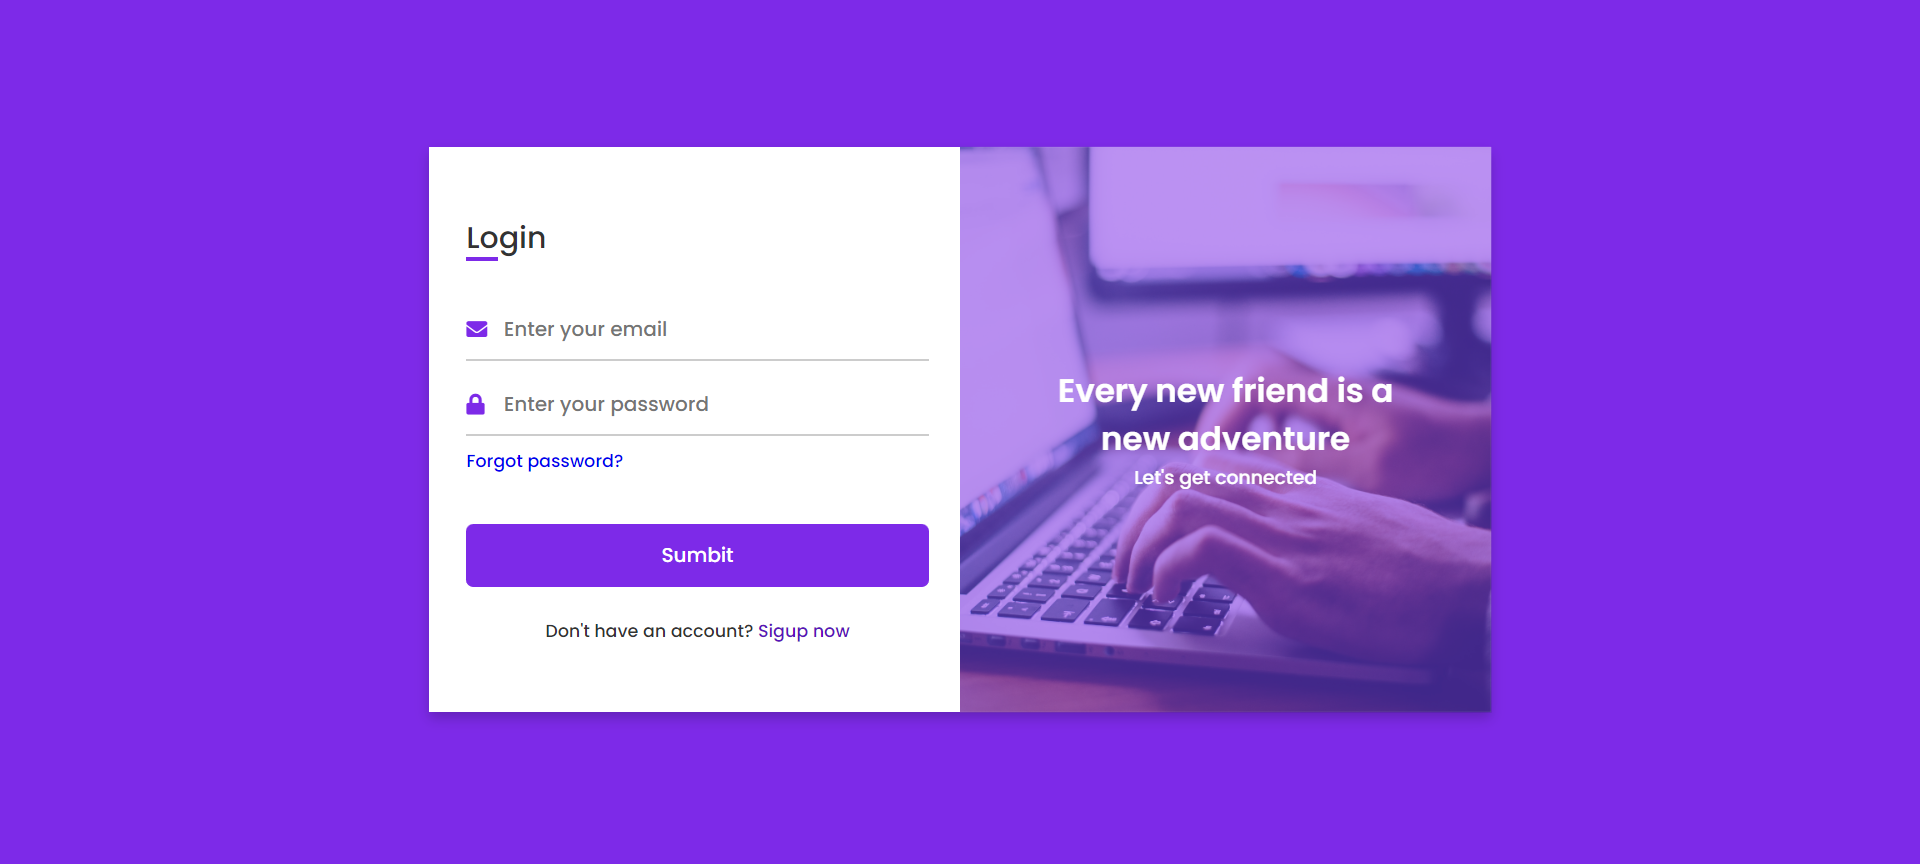 Login
Enter your email
Enter your password
Forgot password?
Sumbit
Don't have an account? Sigup now
Every new friend is a
new adventure
Let's get connected